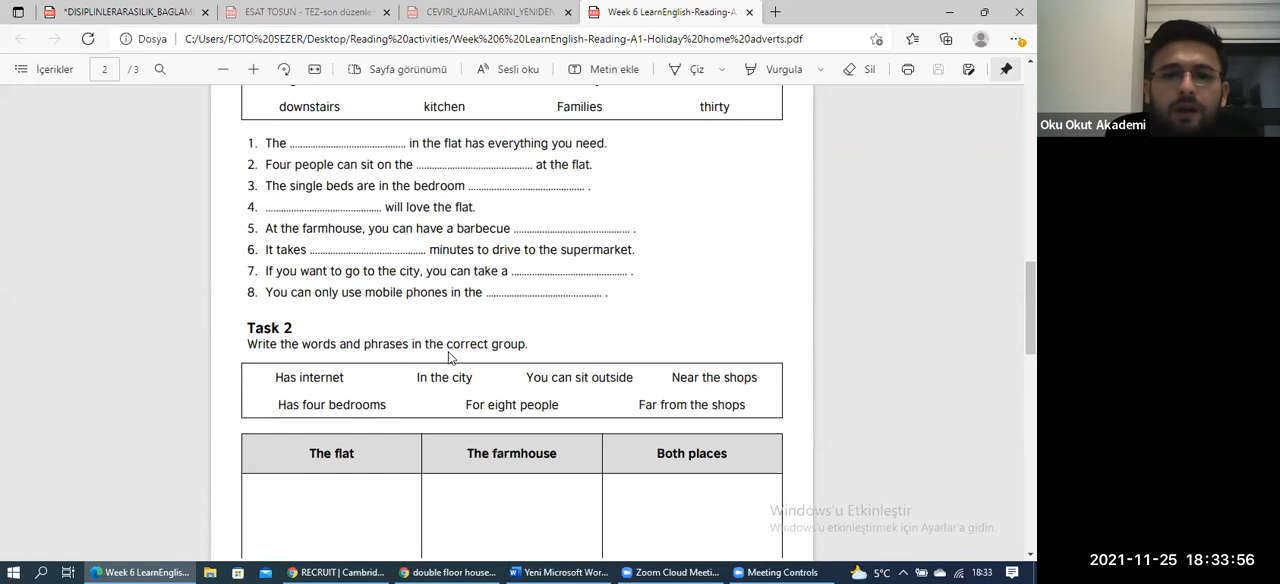 *DISIPLINLERARASILIK_BAGLAMI
ESAT TOSUN - TEZ-son düzenle
CEVIRI_KURAMLARINI_YENIDEN
Week 6 LearnEnglish-Reading-A
Dosya
C:/Users/FOTO%20SEZER/Desktop/Reading%20activities/Week%206%20LearnEnglish-Reading-A1-Holiday%20home%20adverts.pdf
İçerikler
2 / 3
Sayfa görünümü
Sesli oku
Metin ekle
Çiz
Vurgula
Sil
downstairs kitchen Families thirty
1. The ........................................ in the flat has everything you need.
2. Four people can sit on the ........................................ at the flat.
3. The single beds are in the bedroom ........................................ .
4. ........................................ will love the flat.
5. At the farmhouse, you can have a barbecue ........................................ .
6. It takes ........................................ minutes to drive to the supermarket.
7. If you want to go to the city, you can take a ........................................ .
8. You can only use mobile phones in the ........................................ .
Task 2
Write the words and phrases in the correct group.
Has internet In the city You can sit outside Near the shops
Has four bedrooms For eight people Far from the shops
The flat The farmhouse Both places
Windows'u Etkinleştir
Windows'u etkinleştirmek için Ayarlar'a gidin.
Oku Okut Akademi
2021-11-25 18:33:56
Week 6 LearnEnglis...
RECRUIT | Cambrid...
double floor house...
Yeni Microsoft Wor...
Zoom Cloud Meeti...
Meeting Controls
5°C
18:33